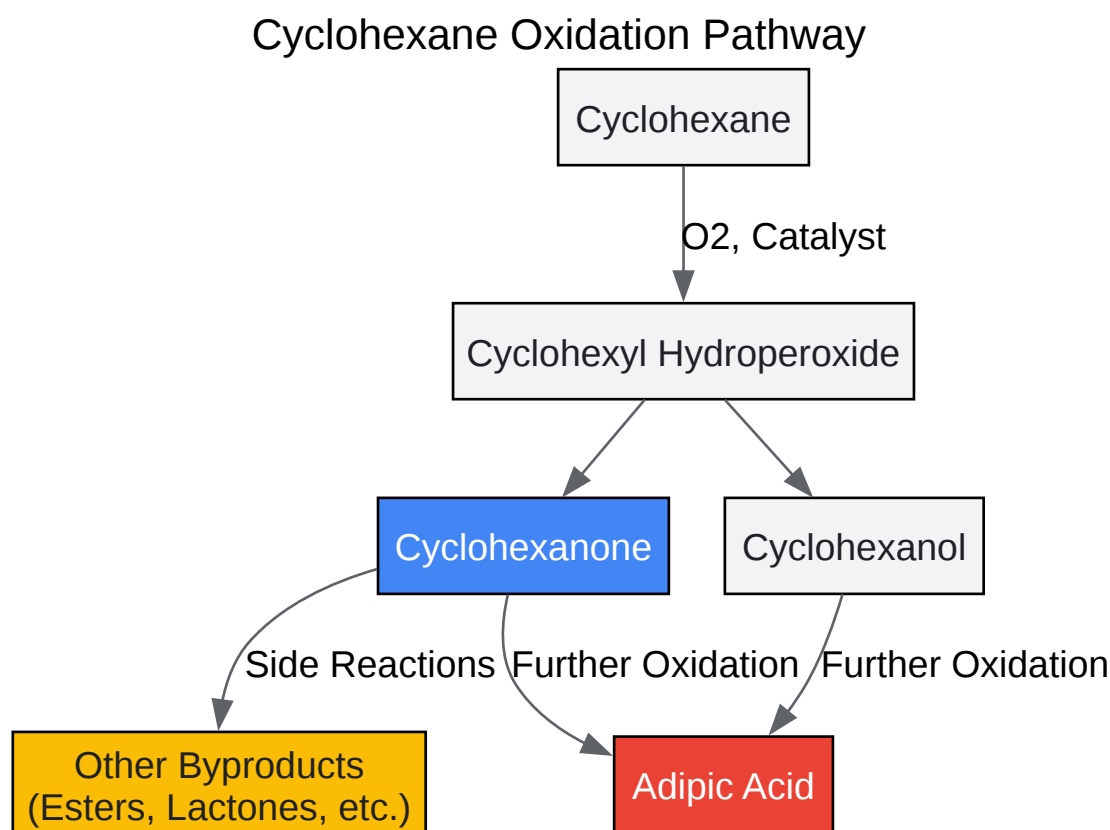 Cyclohexane Oxidation Pathway
Cyclohexane
O2, Catalyst
Cyclohexyl Hydroperoxide
Cyclohexanone
Cyclohexanol
Side Reactions
Further Oxidation
Further Oxidation
Other Byproducts
(Esters, Lactones, etc.)
Adipic Acid